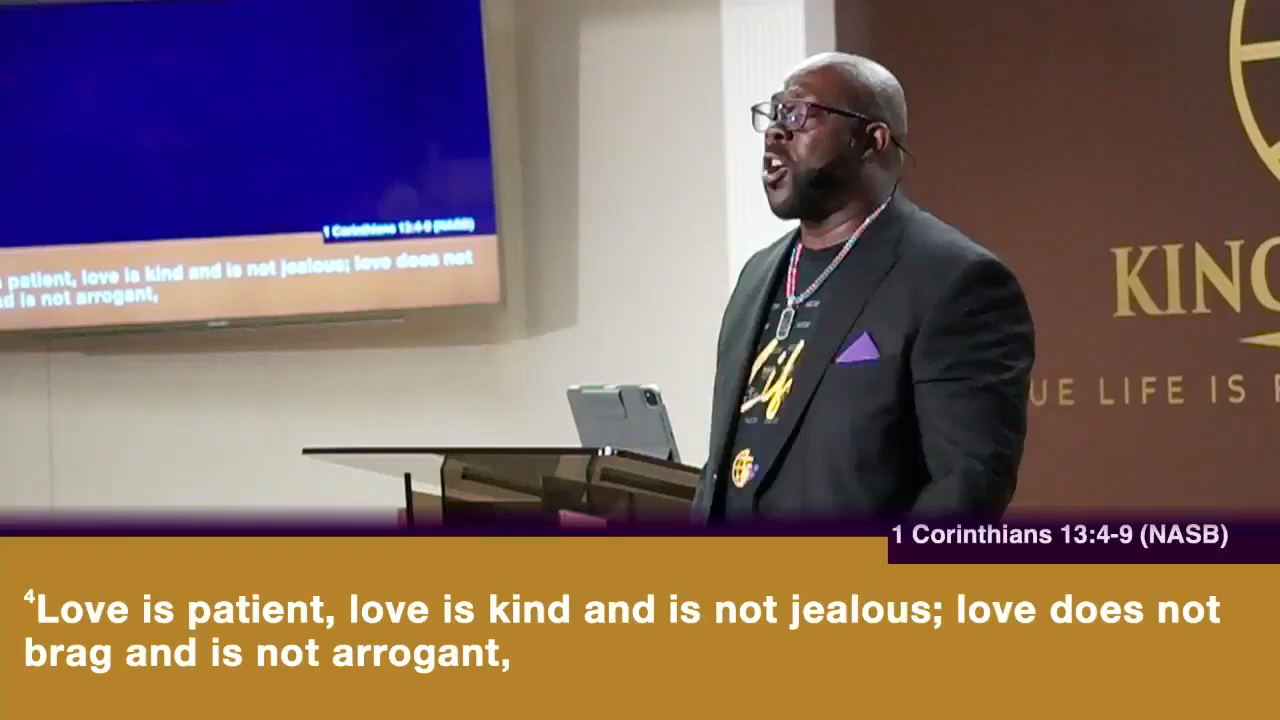 1 Corinthians 13:4-9 (NASB)
patient, love is kind and is not jealous; love does not
nd is not arrogant,
KING
UE LIFE IS
1 Corinthians 13:4-9 (NASB)
⁴Love is patient, love is kind and is not jealous; love does not
brag and is not arrogant,